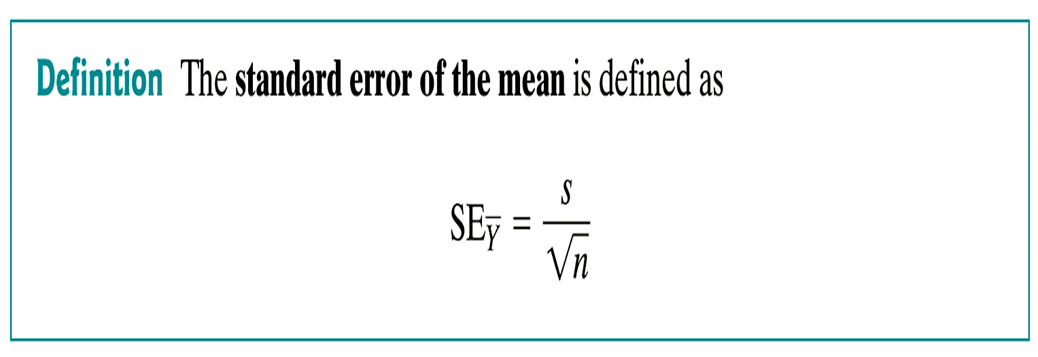 Definition The standard error of the mean is defined as
SE_Ȳ = s / √n